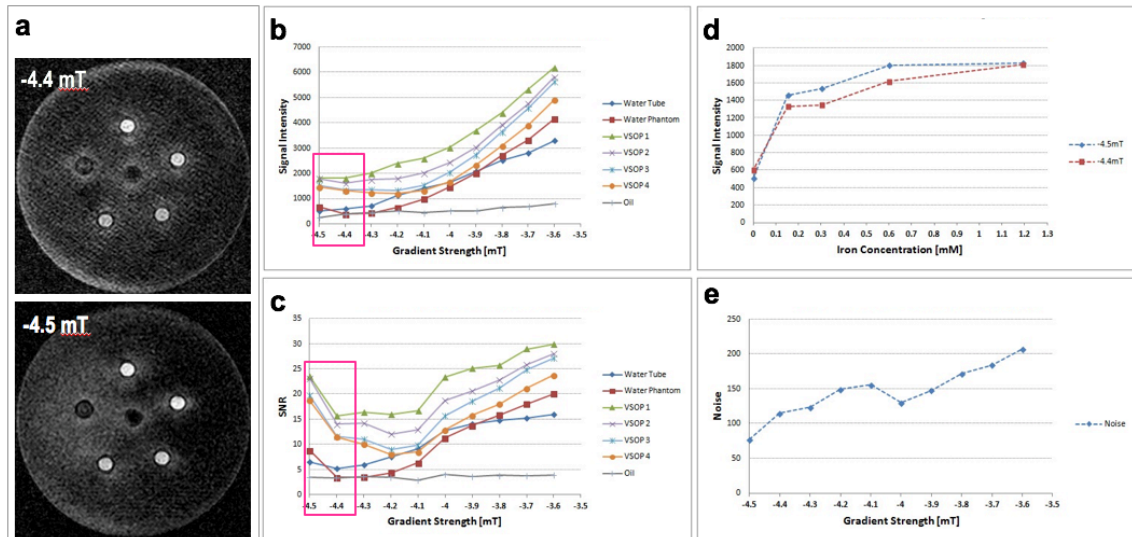 a
-4.4 mT
-4.5 mT
b
7000
6000
5000
4000
3000
2000
1000
0
Signal Intensity
-4.5 -4.4 -4.3 -4.2 -4.1 -4 -3.9 -3.8 -3.7 -3.6 -3.5
Gradient Strength [mT]
Water Tube
Water Phantom
VSOP 1
VSOP 2
VSOP 3
VSOP 4
Oil
c
35
30
25
20
15
10
5
0
SNR
-4.5 -4.4 -4.3 -4.2 -4.1 -4 -3.9 -3.8 -3.7 -3.6 -3.5
Gradient Strength [mT]
Water Tube
Water Phantom
VSOP 1
VSOP 2
VSOP 3
VSOP 4
Oil
d
2000
1800
1600
1400
1200
1000
800
600
400
200
0
Signal Intensity
0 0.1 0.2 0.3 0.4 0.5 0.6 0.7 0.8 0.9 1 1.1 1.2 1.3
Iron Concentration [mM]
-4.5mT
-4.4mT
e
250
200
150
100
50
0
Noise
-4.5 -4.4 -4.3 -4.2 -4.1 -4 -3.9 -3.8 -3.7 -3.6 -3.5
Gradient Strength [mT]
Noise